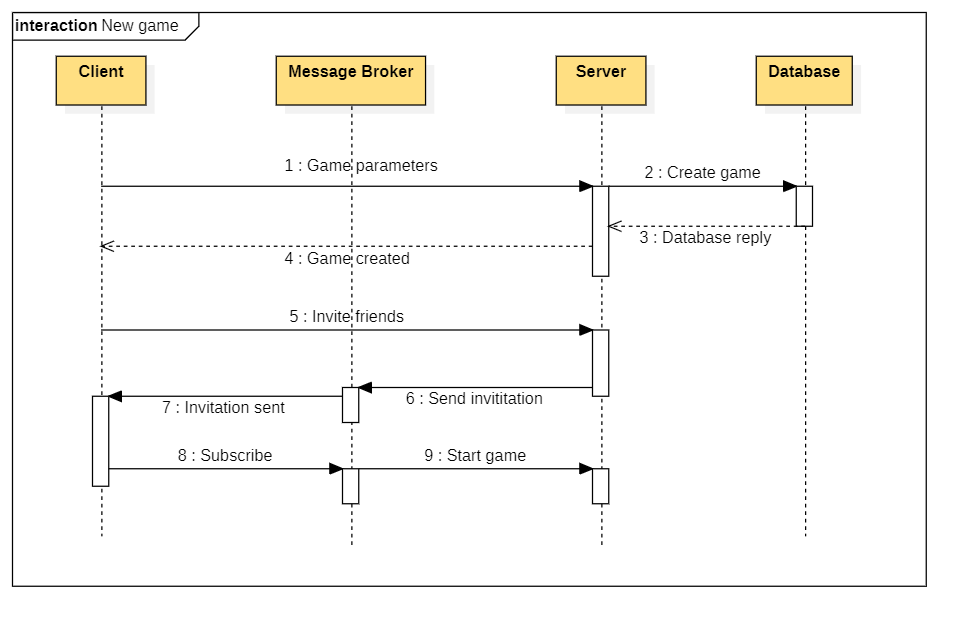 interaction New game
Client
Message Broker
Server
Database
1 : Game parameters
2 : Create game
3 : Database reply
4 : Game created
5 : Invite friends
6 : Send invititation
7 : Invitation sent
8 : Subscribe
9 : Start game